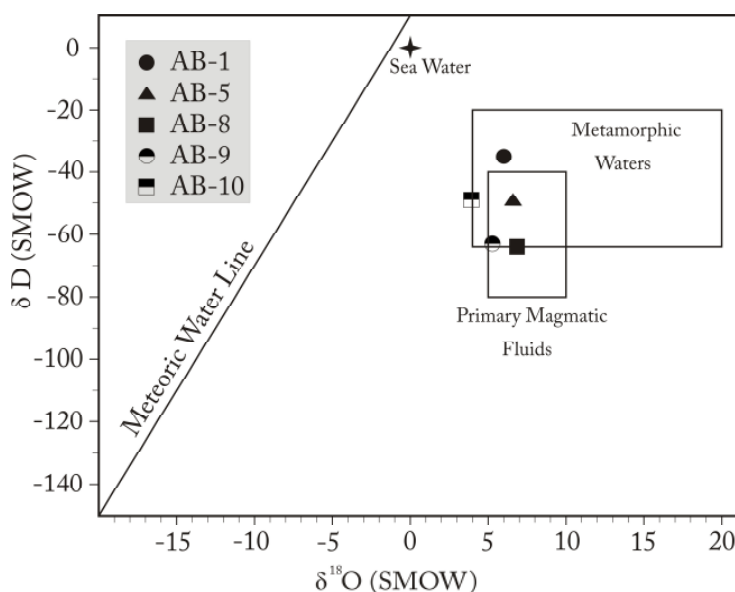 0
-20
-40
-60
-80
-100
-120
-140
δ D (SMOW)
AB-1
AB-5
AB-8
AB-9
AB-10
Sea Water
Metamorphic
Waters
Primary Magmatic
Fluids
Meteoric Water Line
-15
-10
-5
0
5
10
15
20
δ¹⁸O (SMOW)